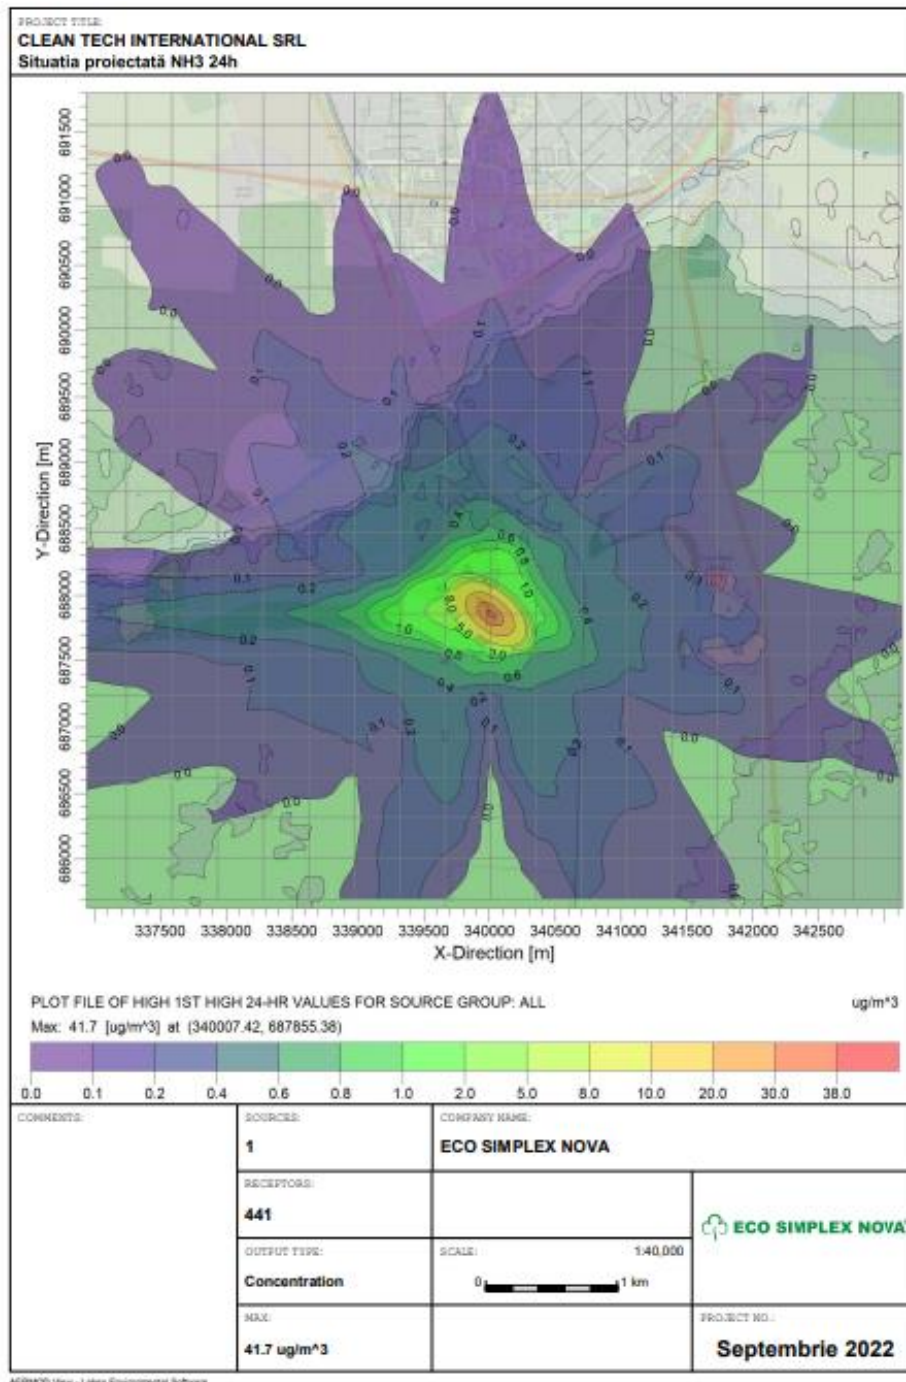 PROJECT TITLE:
CLEAN TECH INTERNATIONAL SRL
Situatia proiectată NH3 24h
Y-Direction [m]
691500
691000
690500
690000
689500
689000
688500
688000
687500
687000
686500
686000
337500 338000 338500 339000 339500 340000 340500 341000 341500 342000 342500
X-Direction [m]
PLOT FILE OF HIGH 1ST HIGH 24-HR VALUES FOR SOURCE GROUP: ALL ug/m^3
Max: 41.7 [ug/m^3] at (340007.42, 687855.38)
0.0 0.1 0.2 0.4 0.6 0.8 1.0 2.0 5.0 8.0 10.0 20.0 30.0 38.0
COMMENTS:
SOURCES:
1
COMPANY NAME:
ECO SIMPLEX NOVA
RECEPTORS:
441
ECO SIMPLEX NOVA
OUTPUT TYPE:
Concentration
SCALE: 1:40,000
0 1 km
MAX:
41.7 ug/m^3
PROJECT NO.:
Septembrie 2022